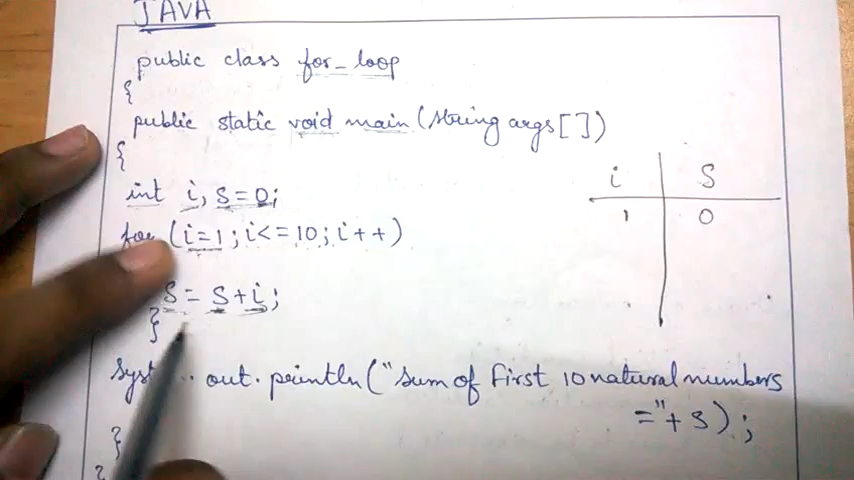 JAVA
public class for_loop
{
public static void main (string args [])
{
int i, s=0;
for (i=1; i<=10; i++)
s = s+i;
}
out.println("sum of first 10 natural numbers
="+s);
}
{
i S
1 0